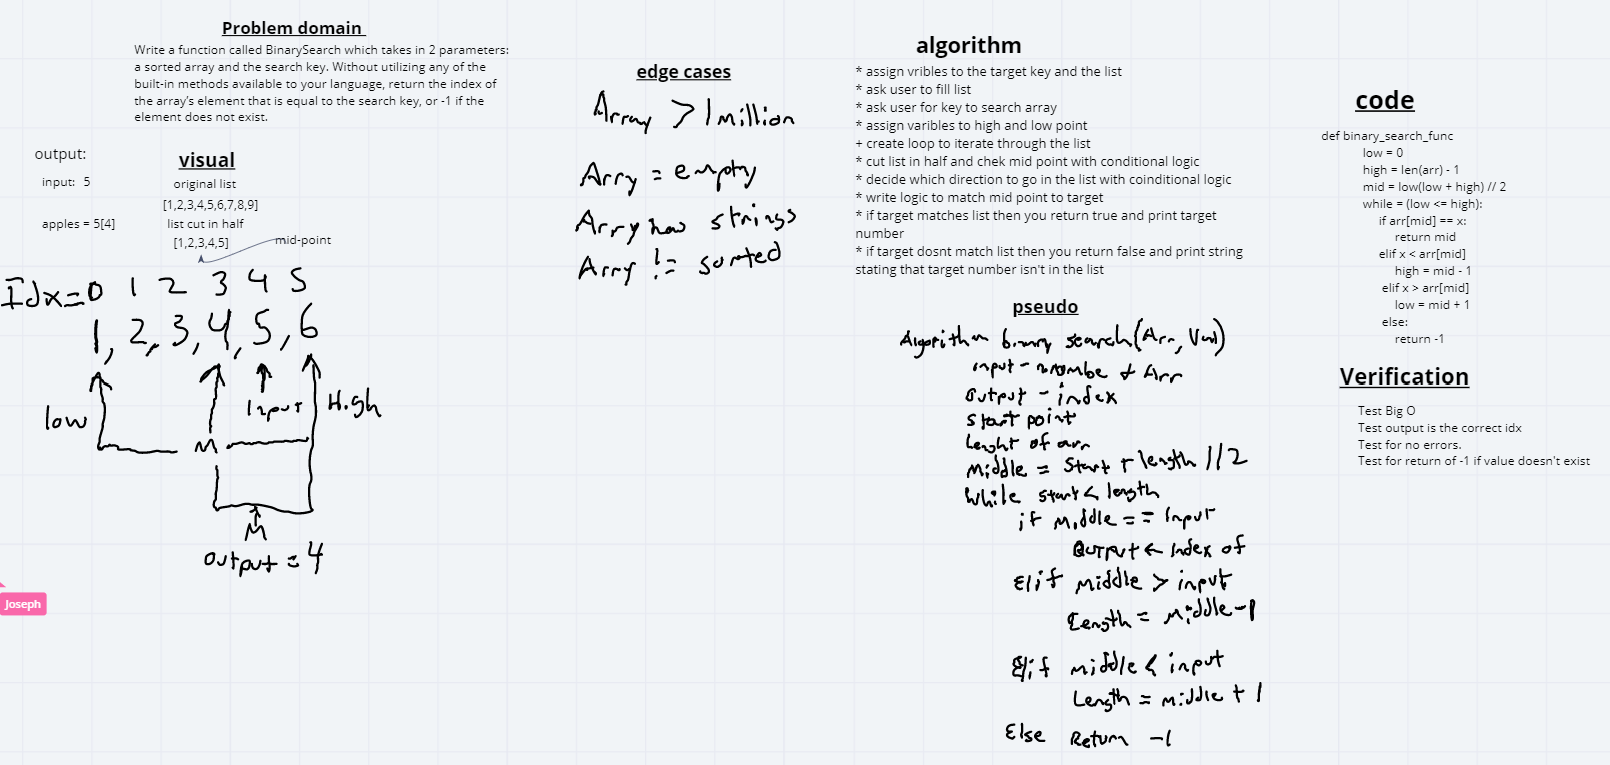 Problem domain
Write a function called BinarySearch which takes in 2 parameters:
a sorted array and the search key. Without utilizing any of the
built-in methods available to your language, return the index of
the array's element that is equal to the search key, or -1 if the
element does not exist.
output:
input: 5
apples = 5[4]
visual
original list
[1,2,3,4,5,6,7,8,9]
list cut in half
[1,2,3,4,5]
mid-point
Idx=0 1 2 3 4 5
1, 2, 3, 4, 5, 6
low
Input
High
M
M
output = 4
Joseph
edge cases
Array > 1 million
Arry = empty
Arry has strings
Arry != sorted
algorithm
* assign vribles to the target key and the list
* ask user to fill list
* ask user for key to search array
* assign varibles to high and low point
+ create loop to iterate through the list
* cut list in half and chek mid point with conditional logic
* decide which direction to go in the list with coinditional logic
* write logic to match mid point to target
* if target matches list then you return true and print target
number
* if target dosnt match list then you return false and print string
stating that target number isn't in the list
pseudo
Algorithm binary search(Arr, Val)
input - numbe + Arr
Output - index
Start point
Lenght of arr
Middle = Start + length //2
While start < length
if Middle == Input
Output ← Index of
Elif middle > input
Length = Middle -1
Elif middle < input
Length = middle + 1
Else Return -1
code
def binary_search_func
low = 0
high = len(arr) - 1
mid = low(low + high) // 2
while = (low <= high):
if arr[mid] == x:
return mid
elif x < arr[mid]
high = mid - 1
elif x > arr[mid]
low = mid + 1
else:
return -1
Verification
Test Big O
Test output is the correct idx
Test for no errors.
Test for return of -1 if value doesn't exist